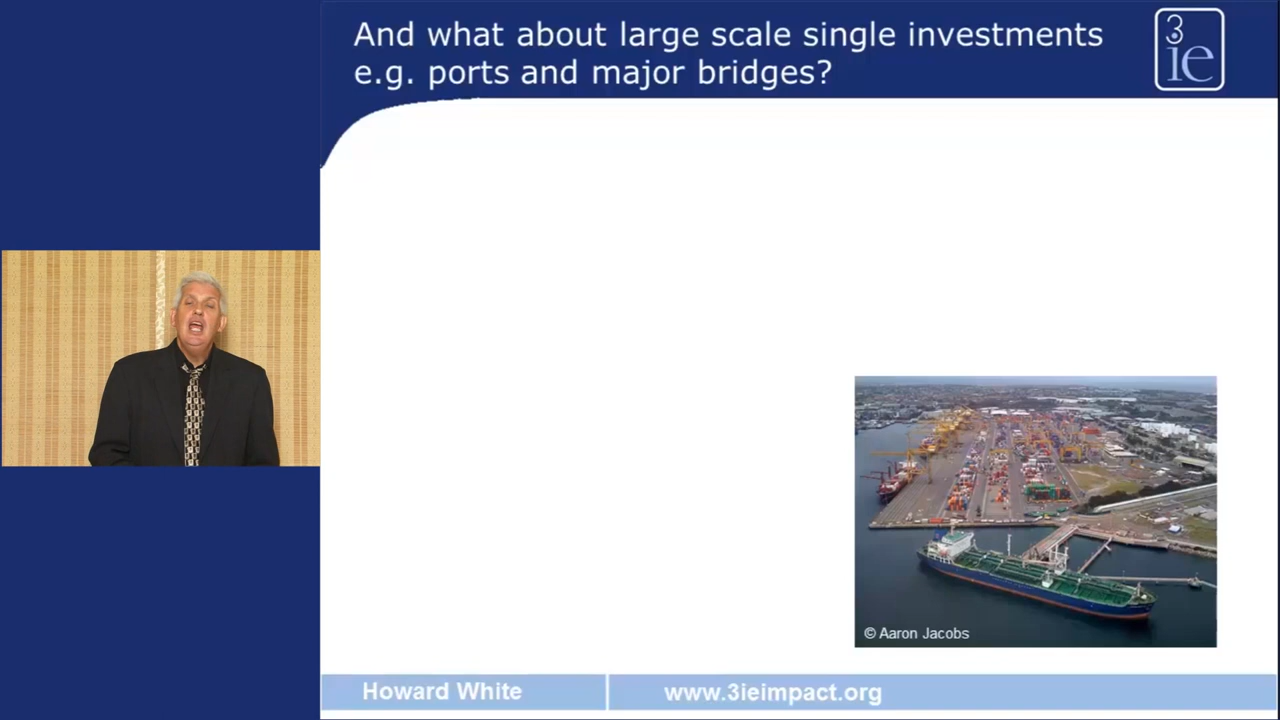 And what about large scale single investments
e.g. ports and major bridges?
3
ie
© Aaron Jacobs
Howard White
www.3ieimpact.org